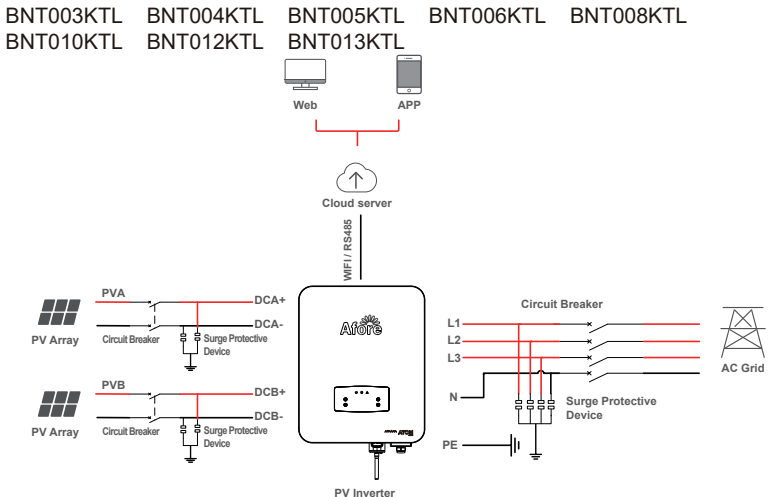 BNT003KTL BNT004KTL BNT005KTL BNT006KTL BNT008KTL
BNT010KTL BNT012KTL BNT013KTL
Web
APP
Cloud server
WIFI / RS485
PVA
DCA+
DCA-
PV Array
Circuit Breaker
Surge Protective
Device
PVB
DCB+
DCB-
PV Array
Circuit Breaker
Surge Protective
Device
Afore
PV Inverter
Circuit Breaker
L1
L2
L3
N
AC Grid
Surge Protective
Device
PE